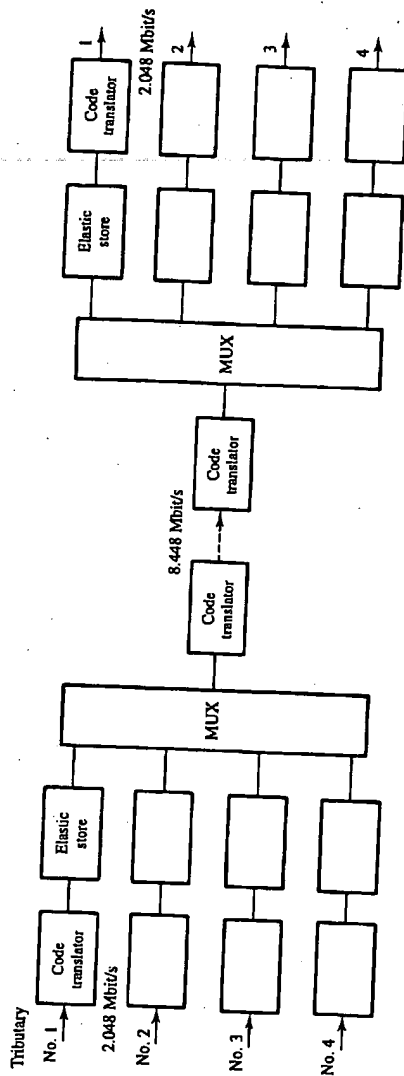 Tributary
No. 1
Code
translator
Elastic
store
2.048 Mbit/s
No. 2
No. 3
No. 4
MUX
Code
translator
8.448 Mbit/s
Code
translator
MUX
Elastic
store
Code
translator
1
2.048 Mbit/s
2
3
4